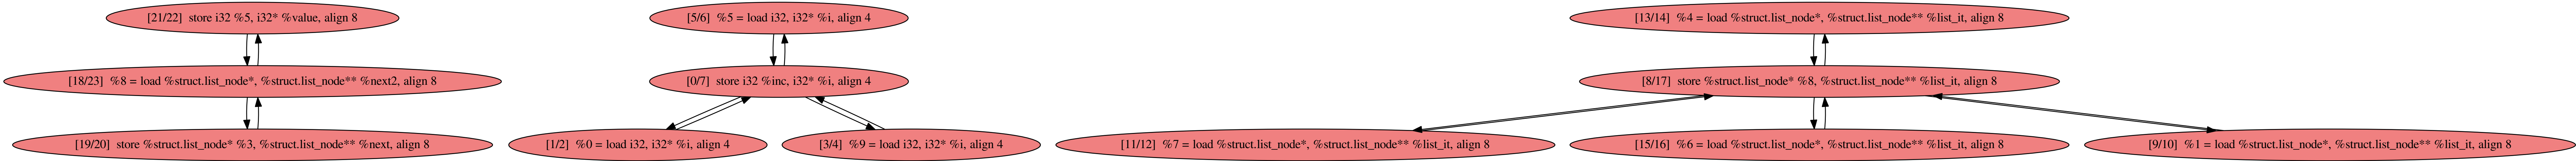 [21/22]  store i32 %5, i32* %value, align 8
[5/6]  %5 = load i32, i32* %i, align 4
[13/14]  %4 = load %struct.list_node*, %struct.list_node** %list_it, align 8
[18/23]  %8 = load %struct.list_node*, %struct.list_node** %next2, align 8
[0/7]  store i32 %inc, i32* %i, align 4
[8/17]  store %struct.list_node* %8, %struct.list_node** %list_it, align 8
[19/20]  store %struct.list_node* %3, %struct.list_node** %next, align 8
[1/2]  %0 = load i32, i32* %i, align 4
[3/4]  %9 = load i32, i32* %i, align 4
[11/12]  %7 = load %struct.list_node*, %struct.list_node** %list_it, align 8
[15/16]  %6 = load %struct.list_node*, %struct.list_node** %list_it, align 8
[9/10]  %1 = load %struct.list_node*, %struct.list_node** %list_it, align 8